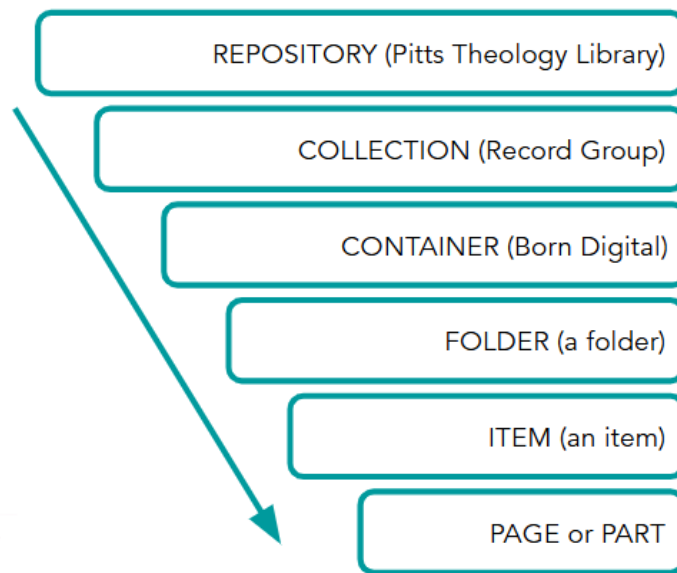 REPOSITORY (Pitts Theology Library)
COLLECTION (Record Group)
CONTAINER (Born Digital)
FOLDER (a folder)
ITEM (an item)
PAGE or PART